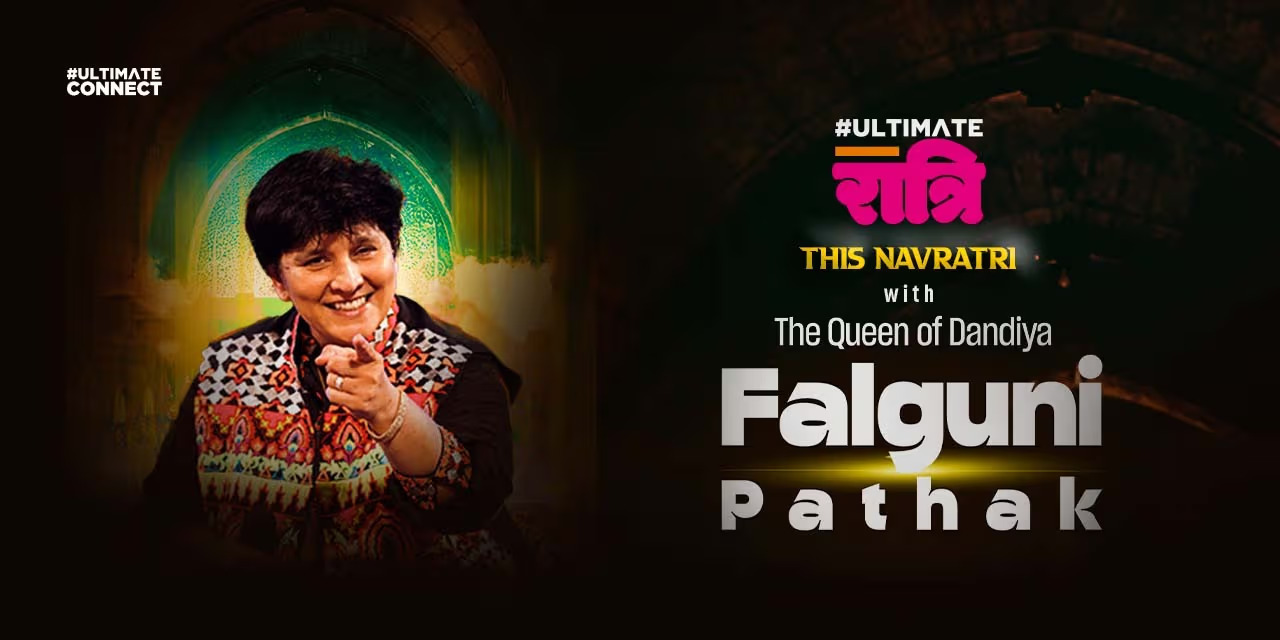 #ULTIMATE
CONNECT
#ULTIMATE
रात्रि
THIS NAVRATRI
with
The Queen of Dandiya
Falguni
Pathak